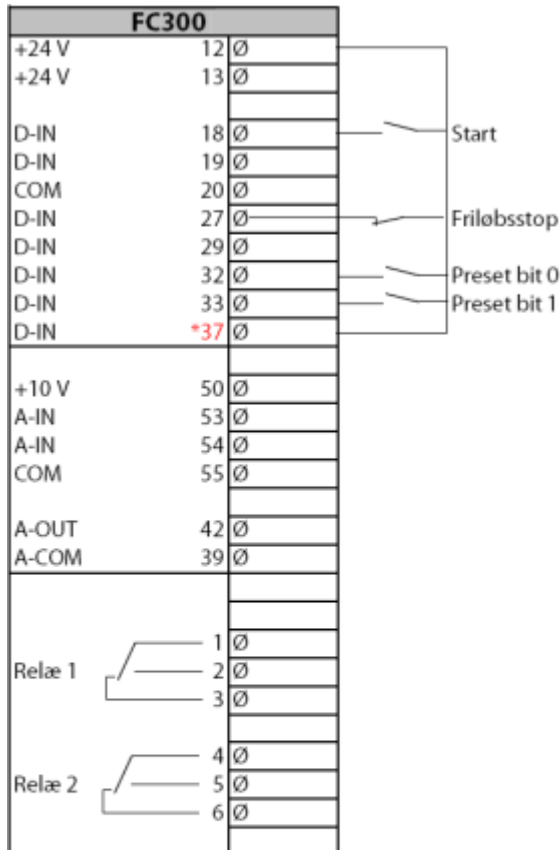 FC300
+24 V 12 Ø
+24 V 13 Ø
D-IN 18 Ø Start
D-IN 19 Ø
COM 20 Ø
D-IN 27 Ø Friløbsstop
D-IN 29 Ø
D-IN 32 Ø Preset bit 0
D-IN 33 Ø Preset bit 1
D-IN *37 Ø
+10 V 50 Ø
A-IN 53 Ø
A-IN 54 Ø
COM 55 Ø
A-OUT 42 Ø
A-COM 39 Ø
1 Ø
Relæ 1 2 Ø
3 Ø
4 Ø
Relæ 2 5 Ø
6 Ø